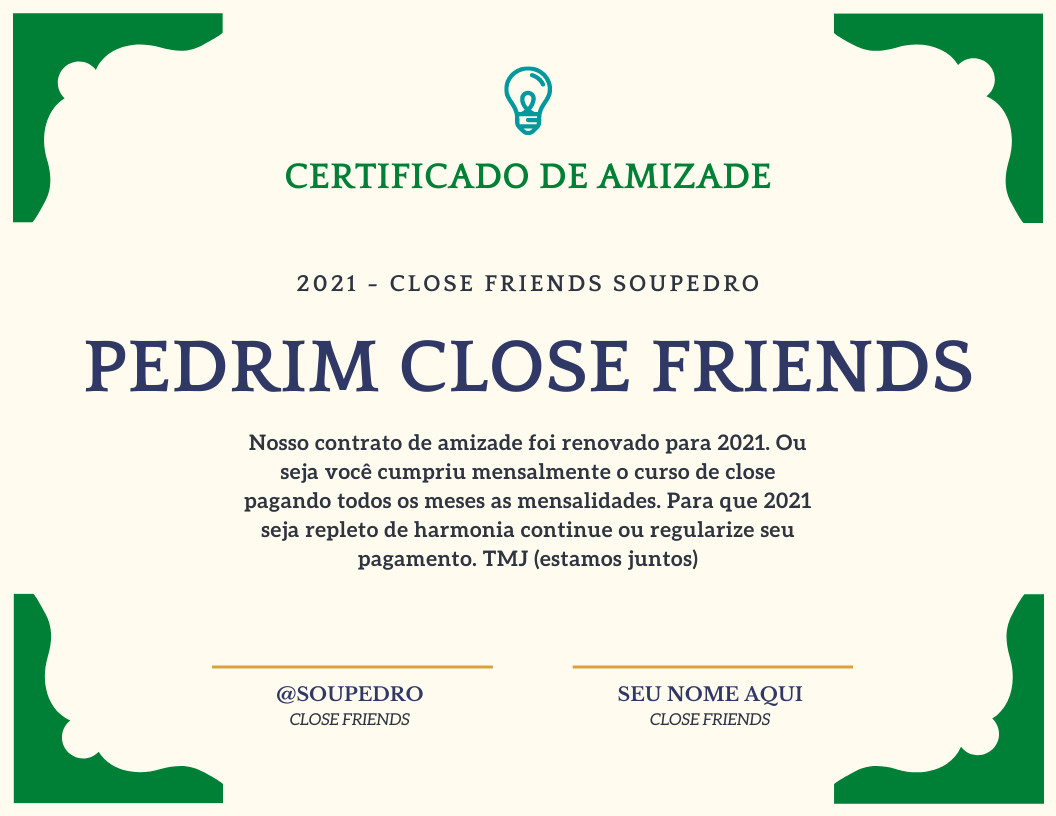 CERTIFICADO DE AMIZADE
2021 - CLOSE FRIENDS SOUPEDRO
PEDRIM CLOSE FRIENDS
Nosso contrato de amizade foi renovado para 2021. Ou
seja você cumpriu mensalmente o curso de close
pagando todos os meses as mensalidades. Para que 2021
seja repleto de harmonia continue ou regularize seu
pagamento. TMJ (estamos juntos)
@SOUPEDRO
CLOSE FRIENDS
SEU NOME AQUI
CLOSE FRIENDS